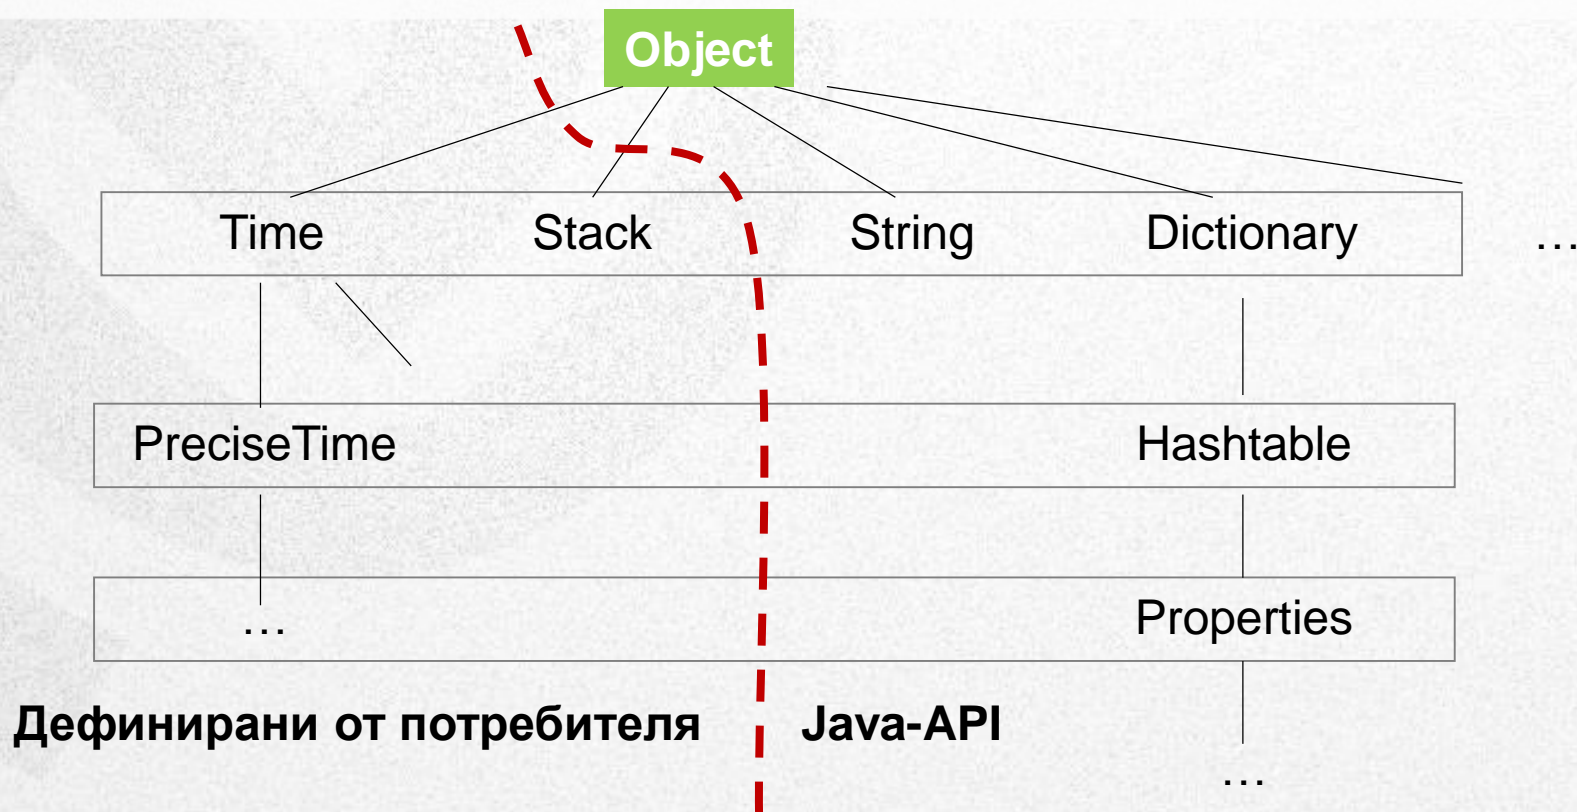 Object
Time Stack String Dictionary …
PreciseTime Hashtable
… Properties
Дефинирани от потребителя Java-API
…